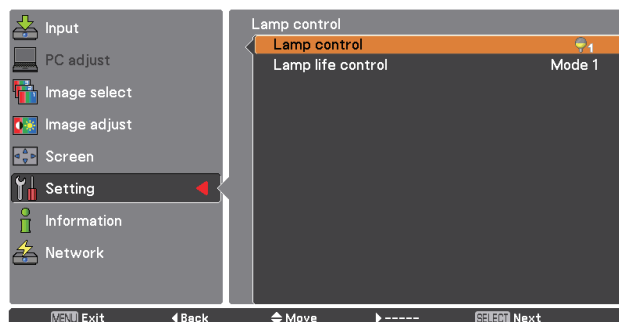 Input
PC adjust
Image select
Image adjust
Screen
Setting
Information
Network
Lamp control
Lamp control 1
Lamp life control Mode 1
MENU Exit Back Move ----- SELECT Next